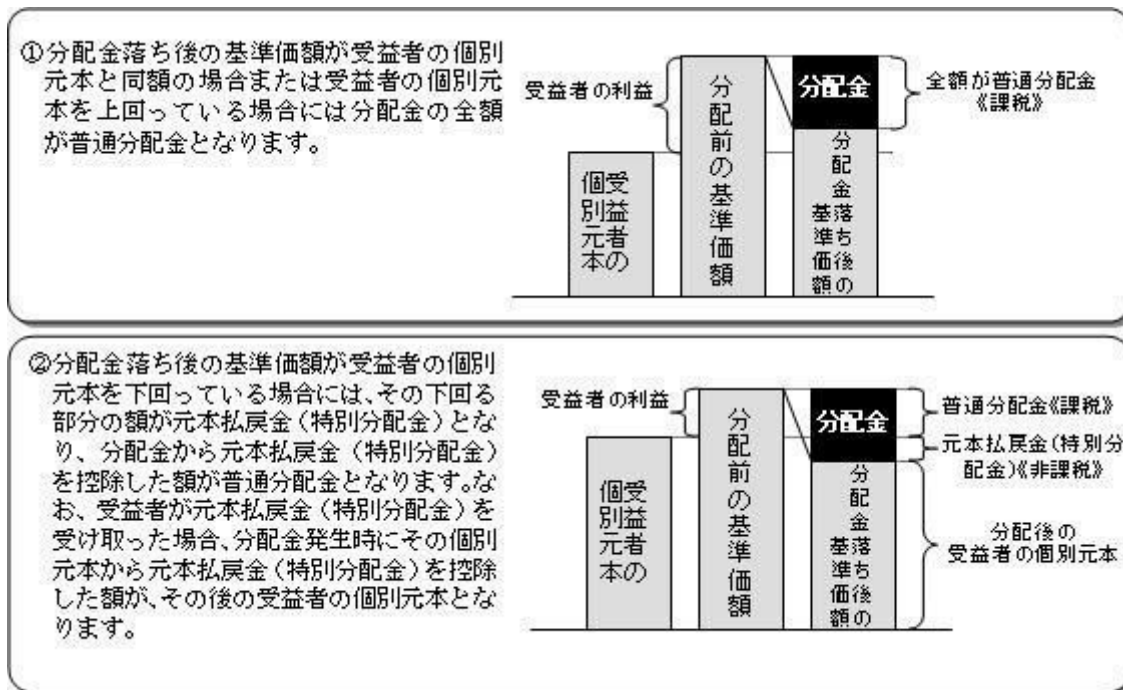 ①分配金落ち後の基準価額が受益者の個別
元本と同額の場合または受益者の個別元
本を上回っている場合には分配金の全額
が普通分配金となります。
受益者の利益
受益者の
個別元本
分配前の基準価額
分配金
分配金落ち後の
基準価額
全額が普通分配金
《課税》
②分配金落ち後の基準価額が受益者の個別
元本を下回っている場合には、その下回る
部分の額が元本払戻金(特別分配金)とな
り、分配金から元本払戻金(特別分配金)
を控除した額が普通分配金となります。な
お、受益者が元本払戻金(特別分配金)を
受け取った場合、分配金発生時にその個別
元本から元本払戻金(特別分配金)を控除
した額が、その後の受益者の個別元本とな
ります。
受益者の利益
受益者の
個別元本
分配前の基準価額
分配金
分配金落ち後の
基準価額
普通分配金《課税》
元本払戻金(特別分
配金)《非課税》
分配後の
受益者の個別元本